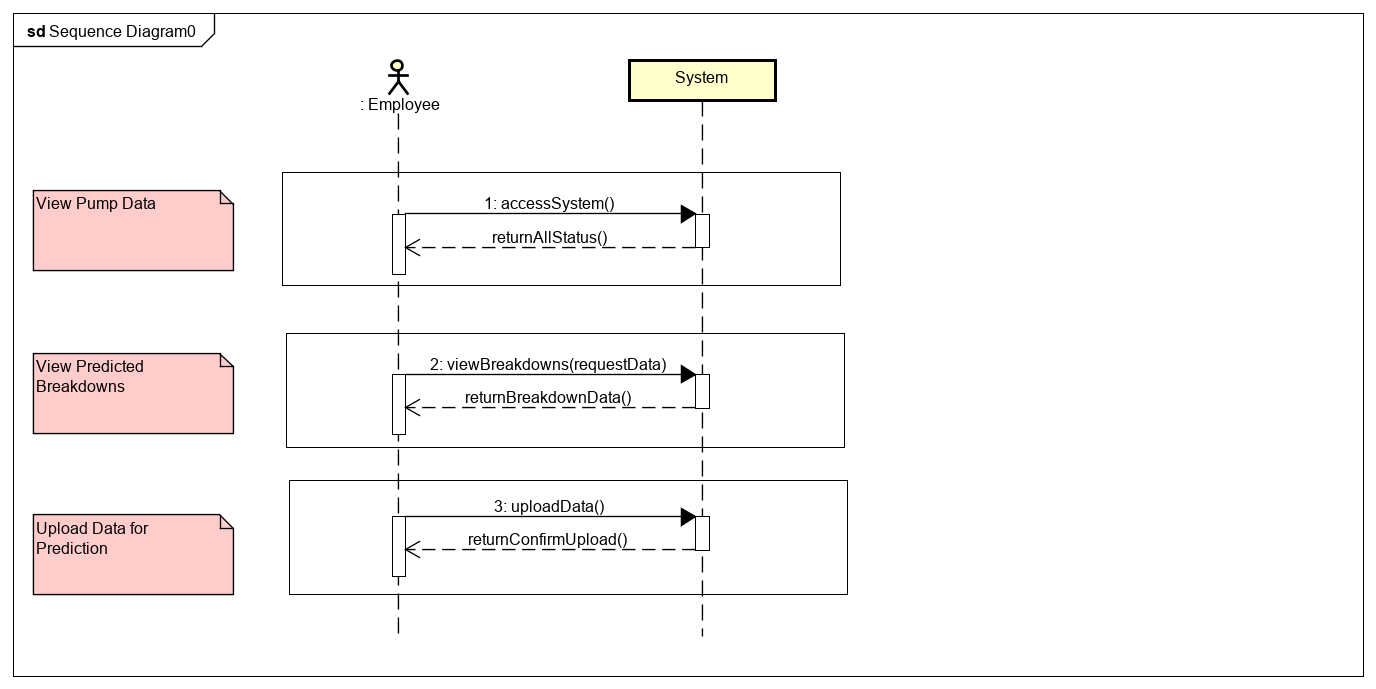 sd Sequence Diagram0
System
: Employee
View Pump Data
1: accessSystem()
returnAllStatus()
View Predicted
Breakdowns
2: viewBreakdowns(requestData)
returnBreakdownData()
Upload Data for
Prediction
3: uploadData()
returnConfirmUpload()